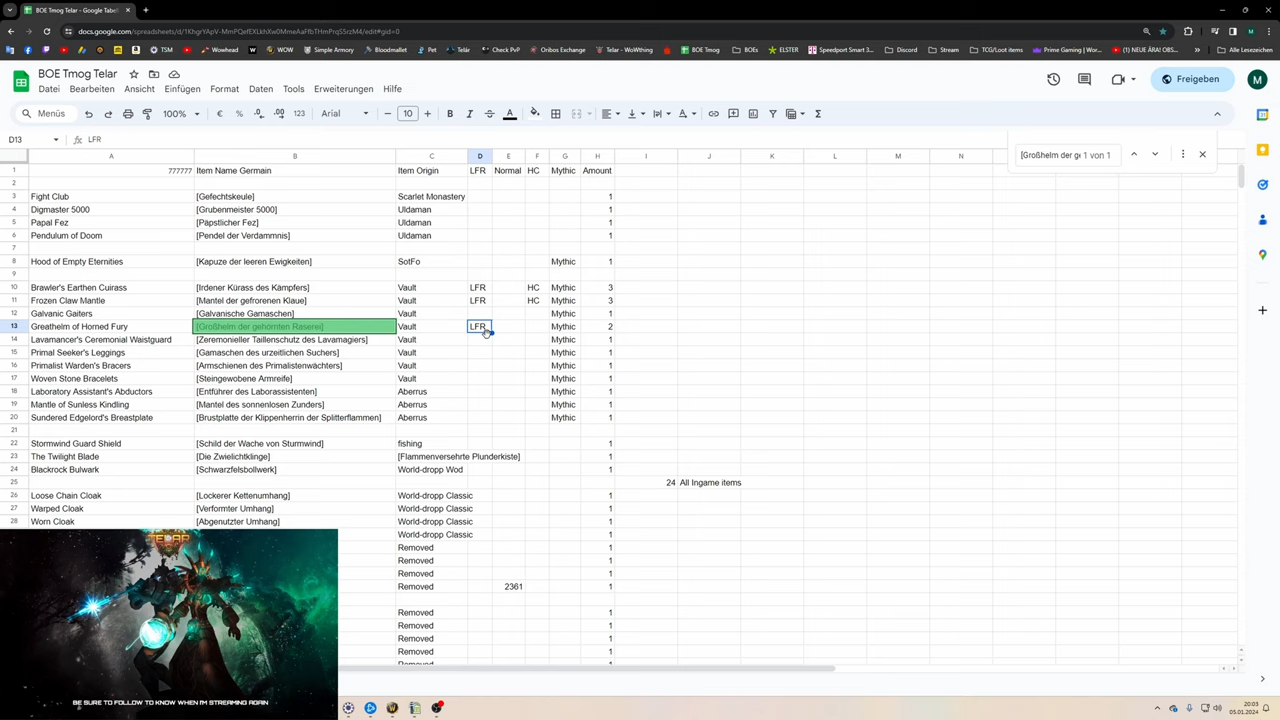 BOE Tmog Telar - Google Tabel
docs.google.com/spreadsheets/d/
TSM
Wowhead
WOW
Simple Armory
Bloodmallet
Pet
Telár
Check PvP
Oribos Exchange
Telar - WoWthing
BOE Tmog
BOEs
ELSTER
Speedport Smart 3...
Discord
Stream
TCG/Loot items
Prime Gaming | Wow...
(1) NEUE ÄRA! OBS...
Alle Lesezeichen
BOE Tmog Telar
Datei Bearbeiten Ansicht Einfügen Format Daten Tools Erweiterungen Hilfe
Freigeben
M
Menüs 100% € % .0 .00 123 Arial 10 B I S A
D13 fx LFR
[Großheim der ge 1 von 1
A B C D E F G H I J K L M N
1 777777 Item Name Germain Item Origin LFR Normal HC Mythic Amount
2
3 Fight Club [Gefechtskeule] Scarlet Monastery 1
4 Digmaster 5000 [Grubenmeister 5000] Uldaman 1
5 Papal Fez [Päpstlicher Fez] Uldaman 1
6 Pendulum of Doom [Pendel der Verdammnis] Uldaman 1
7
8 Hood of Empty Eternities [Kapuze der leeren Ewigkeiten] SotFo Mythic 1
9
10 Brawler's Earthen Cuirass [Irdener Kürass des Kämpfers] Vault LFR HC Mythic 3
11 Frozen Claw Mantle [Mantel der gefrorenen Klaue] Vault LFR HC Mythic 3
12 Galvanic Gaiters [Galvanische Gamaschen] Vault Mythic 1
13 Greathelm of Horned Fury [Großhelm der gehörnten Raserei] Vault LFR Mythic 2
14 Lavamancer's Ceremonial Waistguard [Zeremonieller Taillenschutz des Lavamagiers] Vault Mythic 1
15 Primal Seeker's Leggings [Gamaschen des urzeitlichen Suchers] Vault Mythic 1
16 Primalist Warden's Bracers [Armschienen des Primalistenwächters] Vault Mythic 1
17 Woven Stone Bracelets [Steingewobene Armreife] Vault Mythic 1
18 Laboratory Assistant's Abductors [Entführer des Laborassistenten] Aberrus Mythic 1
19 Mantle of Sunless Kindling [Mantel des sonnenlosen Zunders] Aberrus Mythic 1
20 Sundered Edgelord's Breastplate [Brustplatte der Klippenherrin der Splitterflammen] Aberrus Mythic 1
21
22 Stormwind Guard Shield [Schild der Wache von Sturmwind] fishing 1
23 The Twilight Blade [Die Zwielichtklinge] [Flammenversehrte Plunderkiste] 1
24 Blackrock Bulwark [Schwarzfelsbollwerk] World-dropp Wod 1
25 24 All Ingame items
26 Loose Chain Cloak [Lockerer Kettenumhang] World-dropp Classic 1
27 Warped Cloak [Verformter Umhang] World-dropp Classic 1
28 Worn Cloak [Abgenutzter Umhang] World-dropp Classic 1
World-dropp Classic 1
Removed 1
Removed 1
Removed 1
Removed 2361 1
Removed 1
Removed 1
Removed 1
Removed 1
Removed 1
TELAR
BE SURE TO FOLLOW TO KNOW WHEN I'M STREAMING AGAIN
20:03
05.01.2024